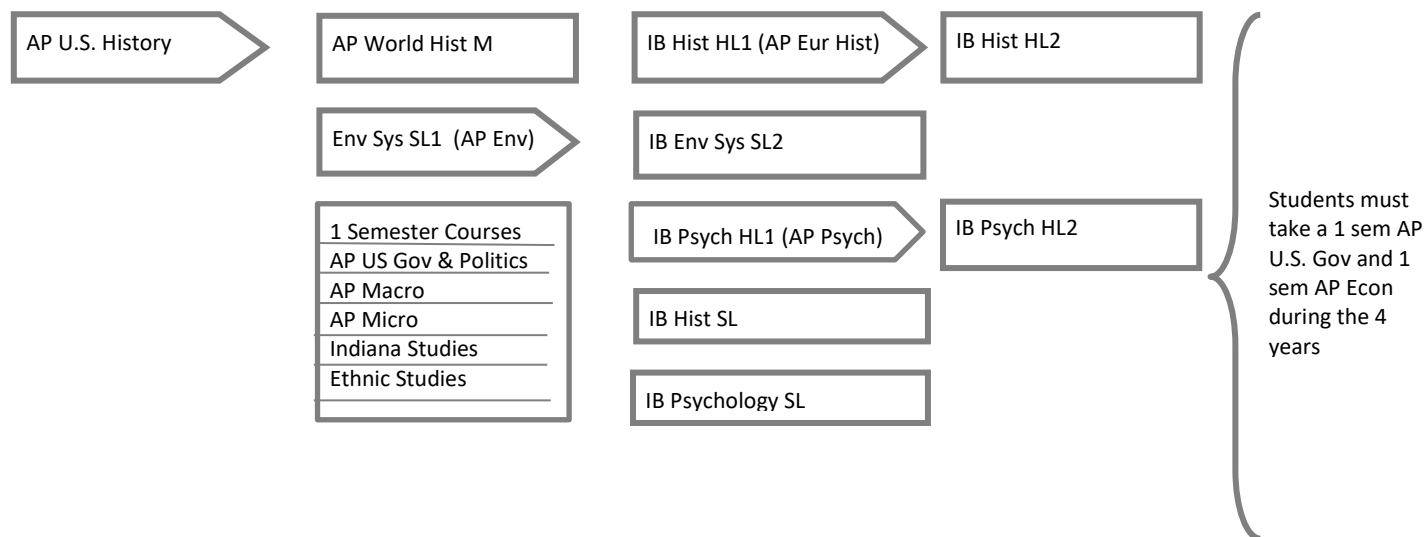 AP U.S. History
AP World Hist M
IB Hist HL1 (AP Eur Hist)
IB Hist HL2
Env Sys SL1  (AP Env)
IB Env Sys SL2
1 Semester Courses
AP US Gov & Politics
AP Macro
AP Micro
Indiana Studies
Ethnic Studies
IB Psych HL1 (AP Psych)
IB Psych HL2
IB Hist SL
IB Psychology SL
Students must
take a 1 sem AP
U.S. Gov and 1
sem AP Econ
during the 4
years